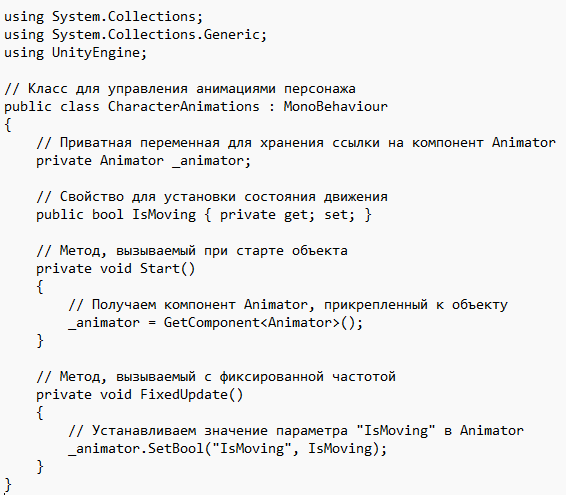 using System.Collections;
using System.Collections.Generic;
using UnityEngine;

// Класс для управления анимациями персонажа
public class CharacterAnimations : MonoBehaviour
{
    // Приватная переменная для хранения ссылки на компонент Animator
    private Animator _animator;

    // Свойство для установки состояния движения
    public bool IsMoving { private get; set; }

    // Метод, вызываемый при старте объекта
    private void Start()
    {
        // Получаем компонент Animator, прикрепленный к объекту
        _animator = GetComponent<Animator>();
    }

    // Метод, вызываемый с фиксированной частотой
    private void FixedUpdate()
    {
        // Устанавливаем значение параметра "IsMoving" в Animator
        _animator.SetBool("IsMoving", IsMoving);
    }
}